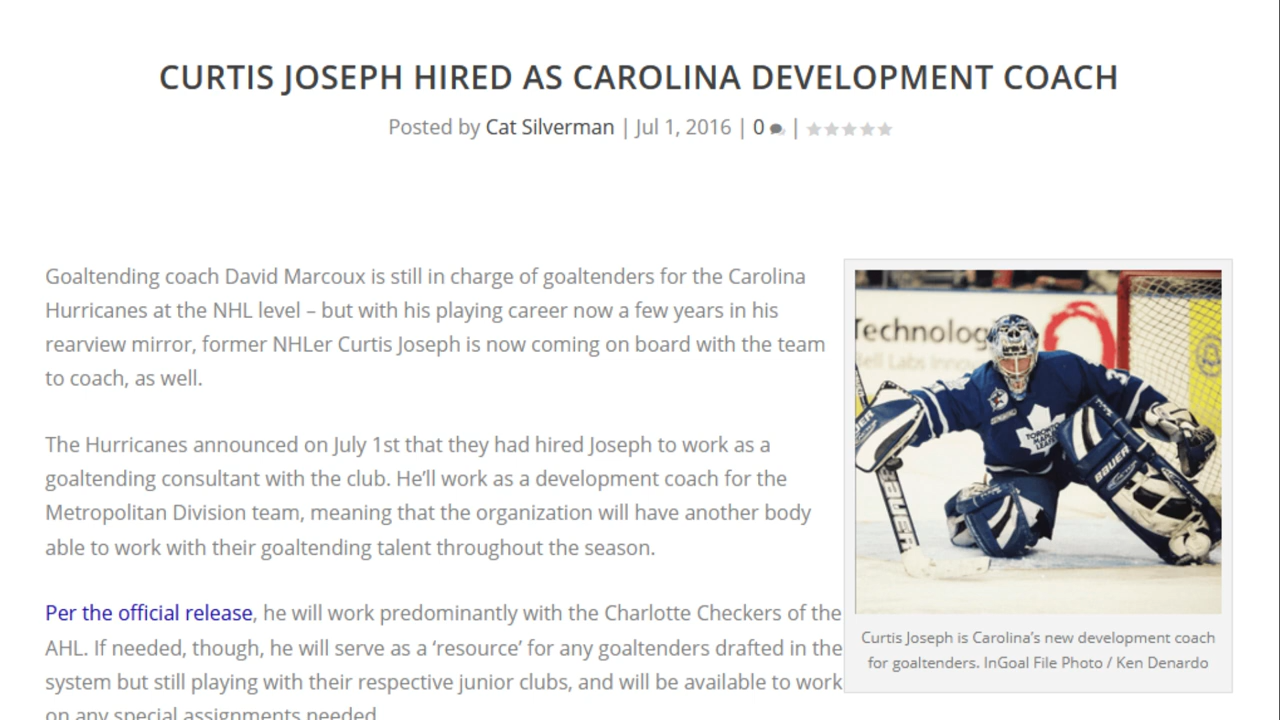 CURTIS JOSEPH HIRED AS CAROLINA DEVELOPMENT COACH
Posted by Cat Silverman | Jul 1, 2016 | 0 |
Goaltending coach David Marcoux is still in charge of goaltenders for the Carolina
Hurricanes at the NHL level – but with his playing career now a few years in his
rearview mirror, former NHLer Curtis Joseph is now coming on board with the team
to coach, as well.
The Hurricanes announced on July 1st that they had hired Joseph to work as a
goaltending consultant with the club. He’ll work as a development coach for the
Metropolitan Division team, meaning that the organization will have another body
able to work with their goaltending talent throughout the season.
Per the official release, he will work predominantly with the Charlotte Checkers of the
AHL. If needed, though, he will serve as a ‘resource’ for any goaltenders drafted in the
system but still playing with their respective junior clubs, and will be available to work
on any special assignments needed
Technolog
Bell Labs Inno
TORONTO
MAPLE
LEAFS
BAUER
BAUER
Curtis Joseph is Carolina’s new development coach
for goaltenders. InGoal File Photo / Ken Denardo